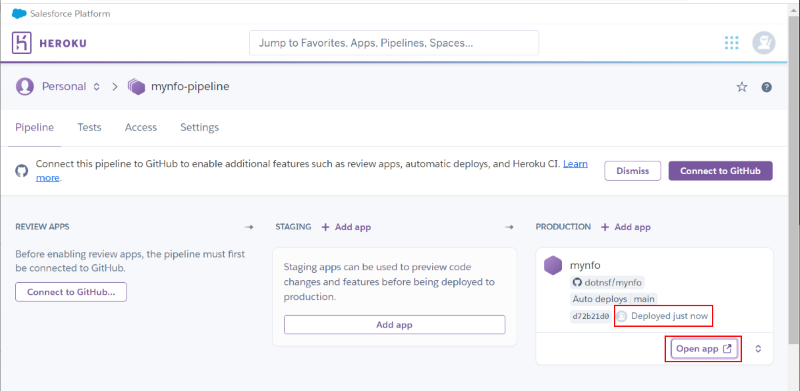 Salesforce Platform
HEROKU
Jump to Favorites, Apps, Pipelines, Spaces...
Personal
mynfo-pipeline
Pipeline Tests Access Settings
Connect this pipeline to GitHub to enable additional features such as review apps, automatic deploys, and Heroku CI. Learn
more.
Dismiss
Connect to GitHub
REVIEW APPS
Before enabling review apps, the pipeline must first
be connected to GitHub.
Connect to GitHub...
STAGING + Add app
Staging apps can be used to preview code
changes and features before being deployed to
production.
Add app
PRODUCTION + Add app
mynfo
dotnsf/mynfo
Auto deploys main
d72b21d0 Deployed just now
Open app